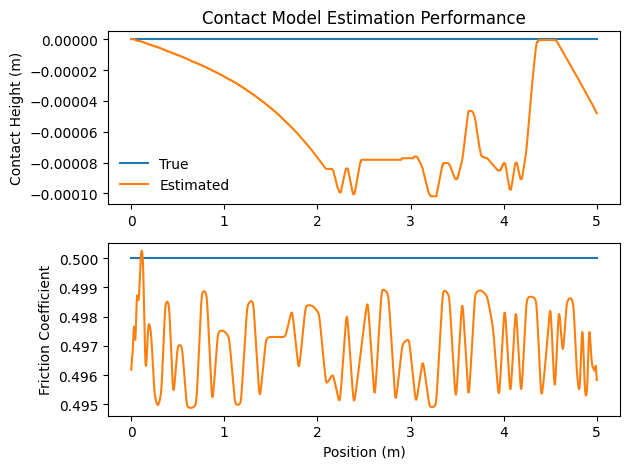 Contact Model Estimation Performance
Contact Height (m)
0.00000
−0.00002
−0.00004
−0.00006
−0.00008
−0.00010
True
Estimated
0 1 2 3 4 5
Friction Coefficient
0.500
0.499
0.498
0.497
0.496
0.495
0 1 2 3 4 5
Position (m)